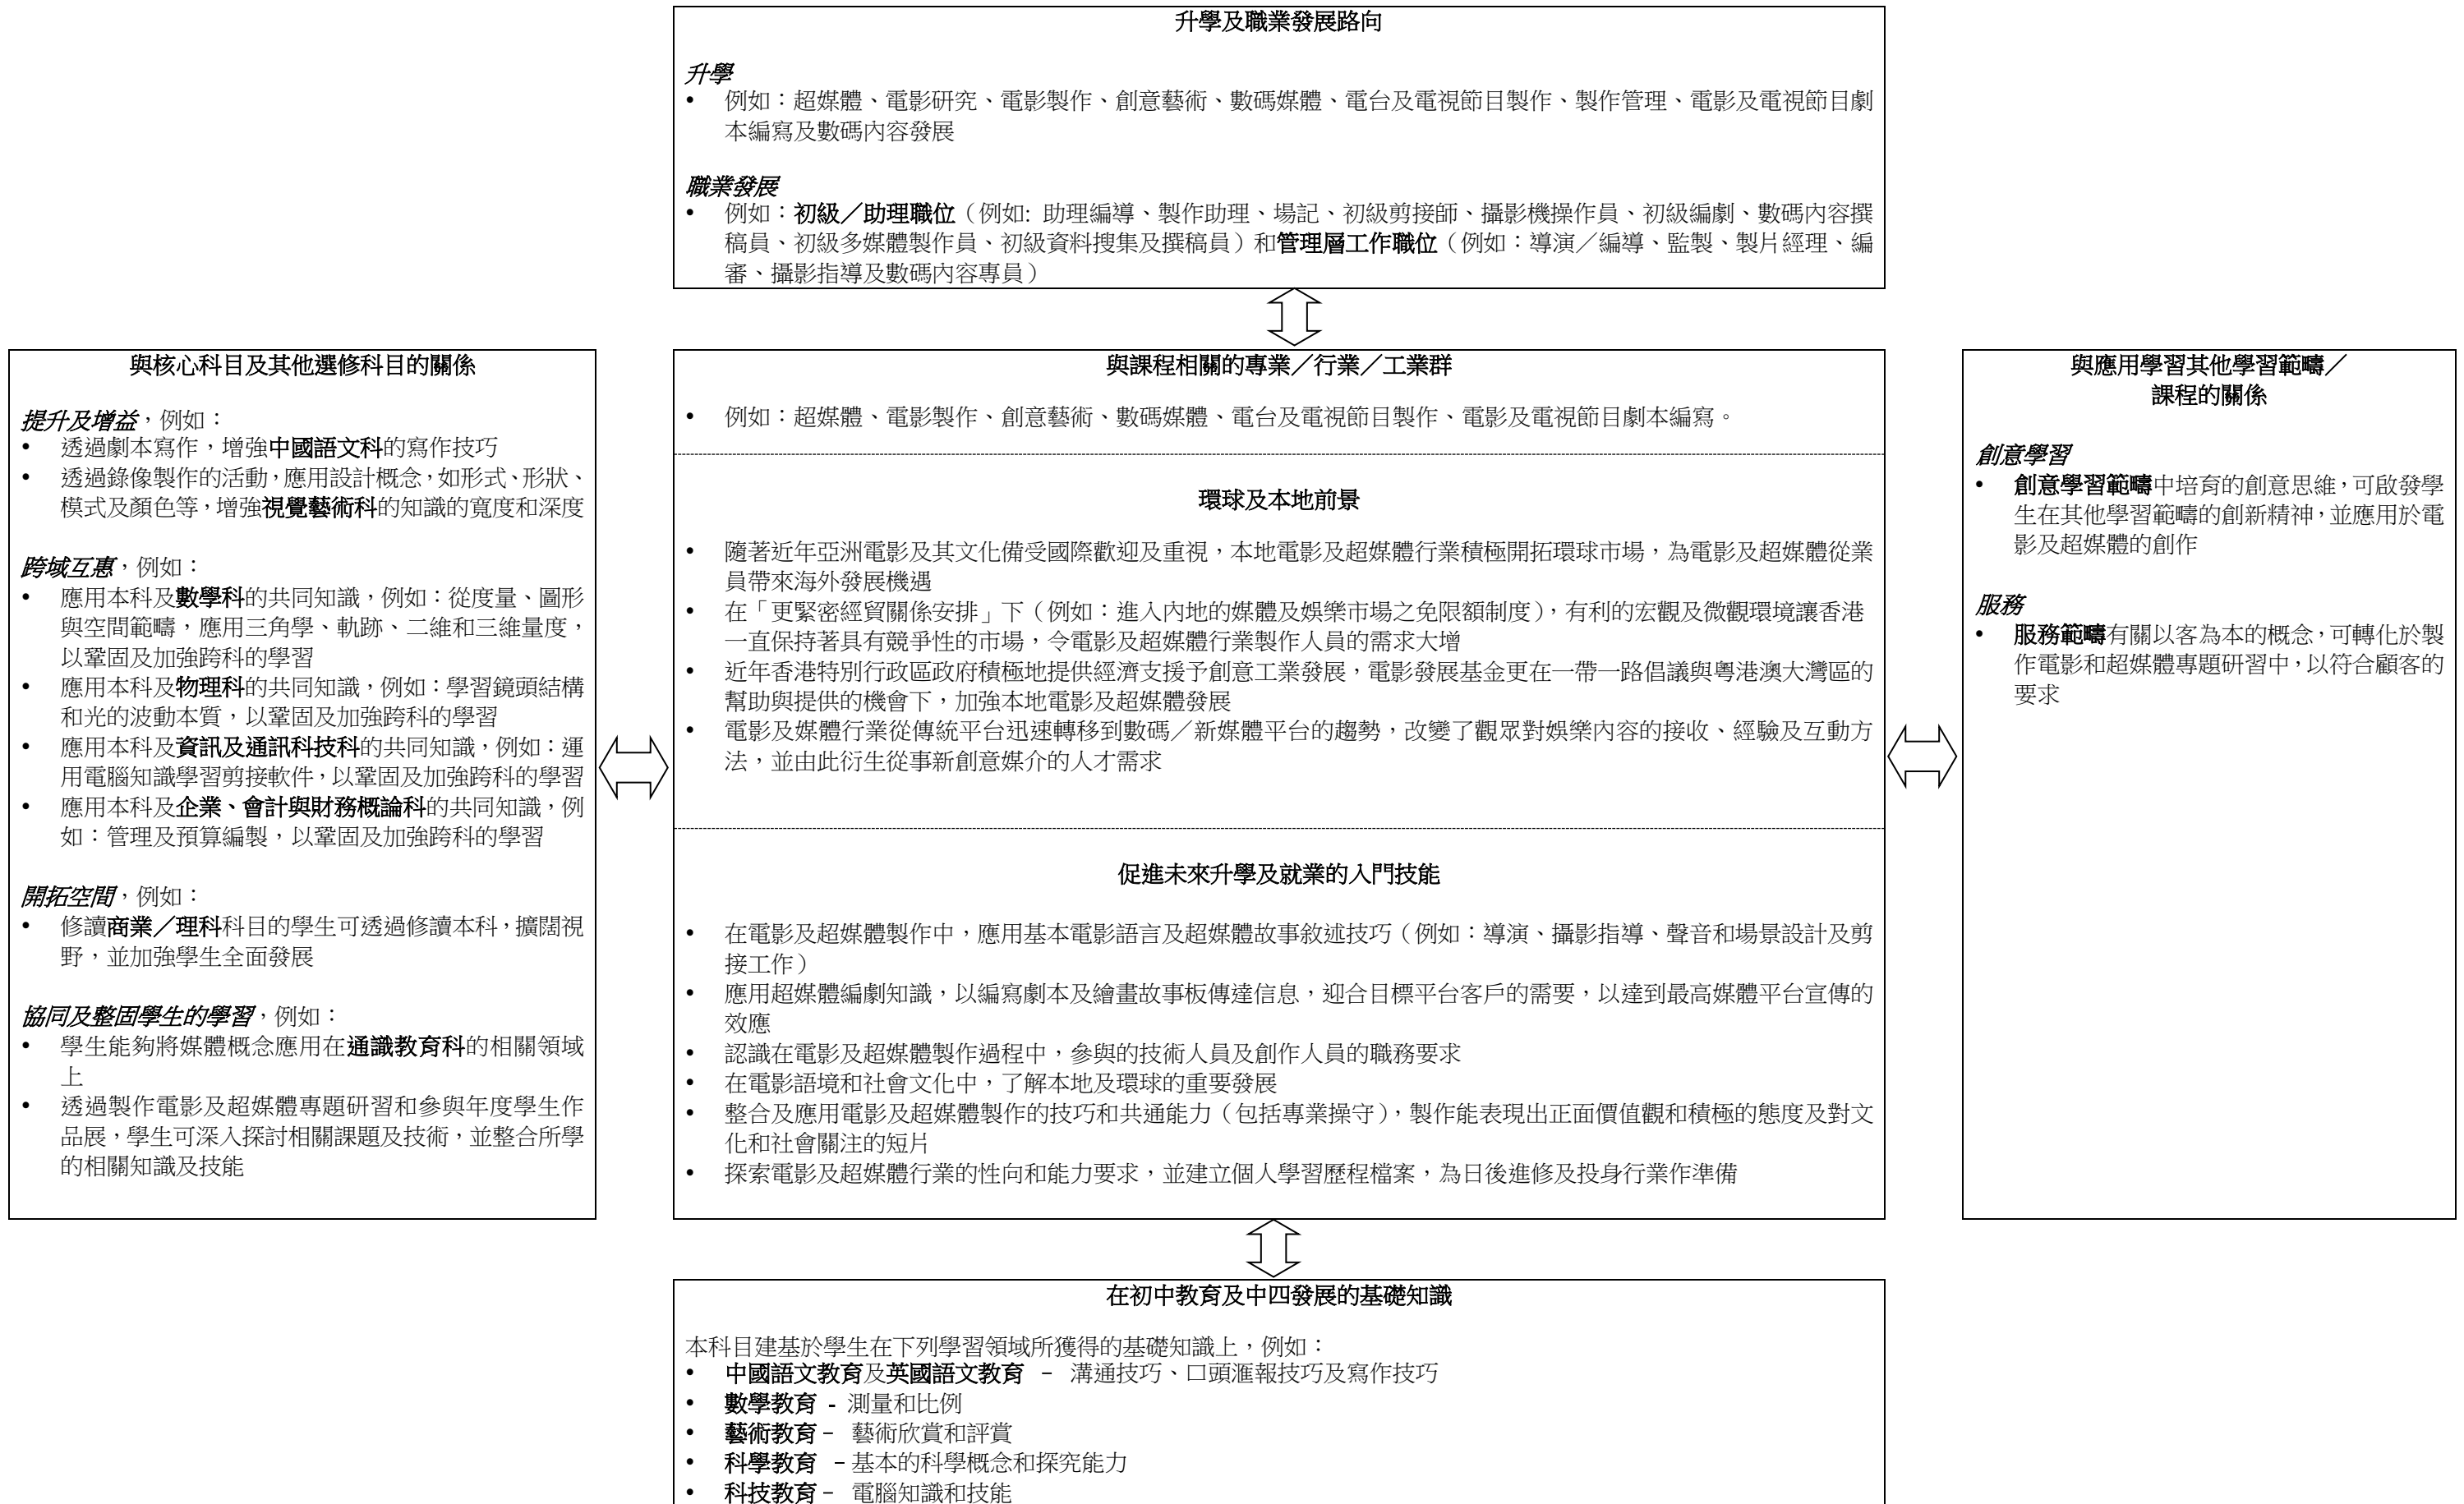 升學及職業發展路向
升學
• 例如：超媒體、電影研究、電影製作、創意藝術、數碼媒體、電台及電視節目製作、製作管理、電影及電視節目劇
本編寫及數碼內容發展
職業發展
• 例如：初級／助理職位（例如: 助理編導、製作助理、場記、初級剪接師、攝影機操作員、初級編劇、數碼內容撰
稿員、初級多媒體製作員、初級資料搜集及撰稿員）和管理層工作職位（例如：導演／編導、監製、製片經理、編
審、攝影指導及數碼內容專員）
與核心科目及其他選修科目的關係
提升及增益，例如：
• 透過劇本寫作，增強中國語文科的寫作技巧
• 透過錄像製作的活動，應用設計概念，如形式、形狀、
模式及顏色等，增強視覺藝術科的知識的寬度和深度
跨域互惠，例如：
• 應用本科及數學科的共同知識，例如：從度量、圖形
與空間範疇，應用三角學、軌跡、二維和三維量度，
以鞏固及加強跨科的學習
• 應用本科及物理科的共同知識，例如：學習鏡頭結構
和光的波動本質，以鞏固及加強跨科的學習
• 應用本科及資訊及通訊科技科的共同知識，例如：運
用電腦知識學習剪接軟件，以鞏固及加強跨科的學習
• 應用本科及企業、會計與財務概論科的共同知識，例
如：管理及預算編製，以鞏固及加強跨科的學習
開拓空間，例如：
• 修讀商業／理科科目的學生可透過修讀本科，擴闊視
野，並加強學生全面發展
協同及整固學生的學習，例如：
• 學生能夠將媒體概念應用在通識教育科的相關領域
上
• 透過製作電影及超媒體專題研習和參與年度學生作
品展，學生可深入探討相關課題及技術，並整合所學
的相關知識及技能
與課程相關的專業／行業／工業群
• 例如：超媒體、電影製作、創意藝術、數碼媒體、電台及電視節目製作、電影及電視節目劇本編寫。
環球及本地前景
• 隨著近年亞洲電影及其文化備受國際歡迎及重視，本地電影及超媒體行業積極開拓環球市場，為電影及超媒體從業
員帶來海外發展機遇
• 在「更緊密經貿關係安排」下（例如：進入內地的媒體及娛樂市場之免限額制度），有利的宏觀及微觀環境讓香港
一直保持著具有競爭性的市場，令電影及超媒體行業製作人員的需求大增
• 近年香港特別行政區政府積極地提供經濟支援予創意工業發展，電影發展基金更在一帶一路倡議與粵港澳大灣區的
幫助與提供的機會下，加強本地電影及超媒體發展
• 電影及媒體行業從傳統平台迅速轉移到數碼／新媒體平台的趨勢，改變了觀眾對娛樂內容的接收、經驗及互動方
法，並由此衍生從事新創意媒介的人才需求
促進未來升學及就業的入門技能
• 在電影及超媒體製作中，應用基本電影語言及超媒體故事敘述技巧（例如：導演、攝影指導、聲音和場景設計及剪
接工作）
• 應用超媒體編劇知識，以編寫劇本及繪畫故事板傳達信息，迎合目標平台客戶的需要，以達到最高媒體平台宣傳的
效應
• 認識在電影及超媒體製作過程中，參與的技術人員及創作人員的職務要求
• 在電影語境和社會文化中，了解本地及環球的重要發展
• 整合及應用電影及超媒體製作的技巧和共通能力（包括專業操守），製作能表現出正面價值觀和積極的態度及對文
化和社會關注的短片
• 探索電影及超媒體行業的性向和能力要求，並建立個人學習歷程檔案，為日後進修及投身行業作準備
與應用學習其他學習範疇／
課程的關係
創意學習
• 創意學習範疇中培育的創意思維，可啟發學
生在其他學習範疇的創新精神，並應用於電
影及超媒體的創作
服務
• 服務範疇有關以客為本的概念，可轉化於製
作電影和超媒體專題研習中，以符合顧客的
要求
在初中教育及中四發展的基礎知識
本科目建基於學生在下列學習領域所獲得的基礎知識上，例如：
• 中國語文教育及英國語文教育 – 溝通技巧、口頭滙報技巧及寫作技巧
• 數學教育 - 測量和比例
• 藝術教育 – 藝術欣賞和評賞
• 科學教育 – 基本的科學概念和探究能力
• 科技教育 – 電腦知識和技能